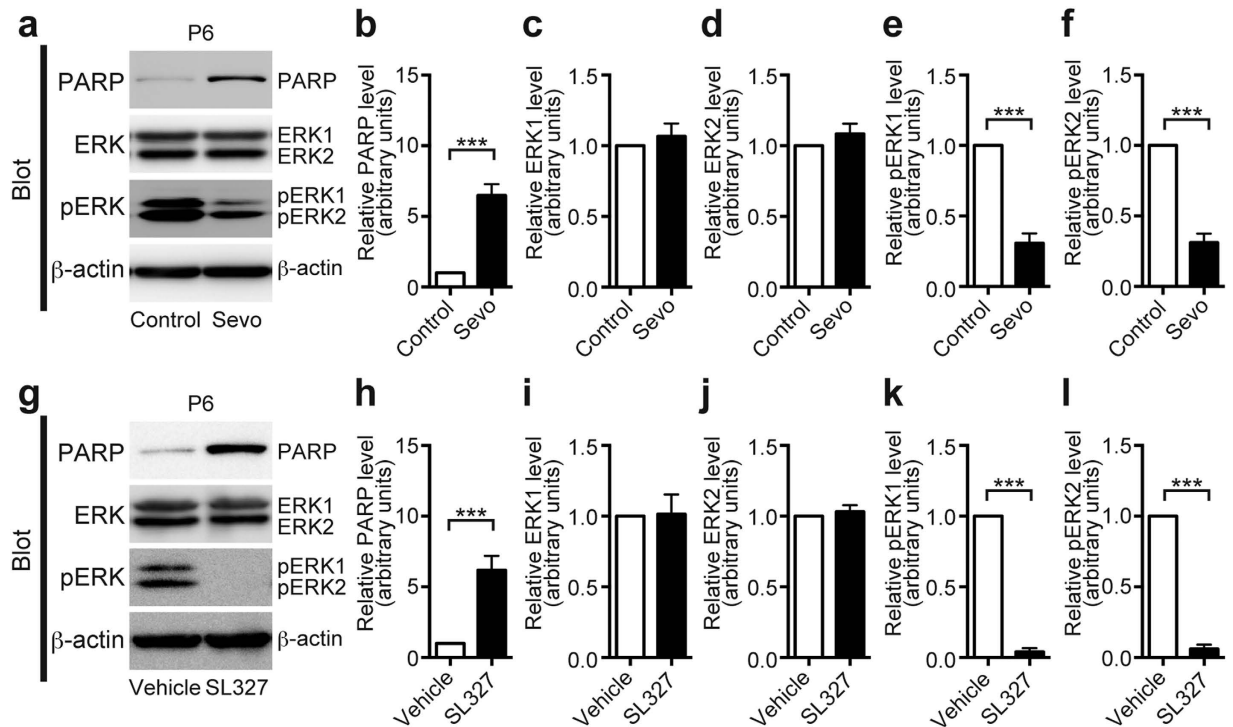 a
P6
Blot
PARP
PARP
ERK
ERK1
ERK2
pERK
pERK1
pERK2
β-actin
β-actin
Control Sevo
b
Relative PARP level
(arbitrary units)
15
10
5
0
***
Control
Sevo
c
Relative ERK1 level
(arbitrary units)
1.5
1.0
0.5
0.0
Control
Sevo
d
Relative ERK2 level
(arbitrary units)
1.5
1.0
0.5
0.0
Control
Sevo
e
Relative pERK1 level
(arbitrary units)
1.5
1.0
0.5
0.0
***
Control
Sevo
f
Relative pERK2 level
(arbitrary units)
1.5
1.0
0.5
0.0
***
Control
Sevo
g
P6
Blot
PARP
PARP
ERK
ERK1
ERK2
pERK
pERK1
pERK2
β-actin
β-actin
Vehicle SL327
h
Relative PARP level
(arbitrary units)
15
10
5
0
***
Vehicle
SL327
i
Relative ERK1 level
(arbitrary units)
1.5
1.0
0.5
0.0
Vehicle
SL327
j
Relative ERK2 level
(arbitrary units)
1.5
1.0
0.5
0.0
Vehicle
SL327
k
Relative pERK1 level
(arbitrary units)
1.5
1.0
0.5
0.0
***
Vehicle
SL327
l
Relative pERK2 level
(arbitrary units)
1.5
1.0
0.5
0.0
***
Vehicle
SL327